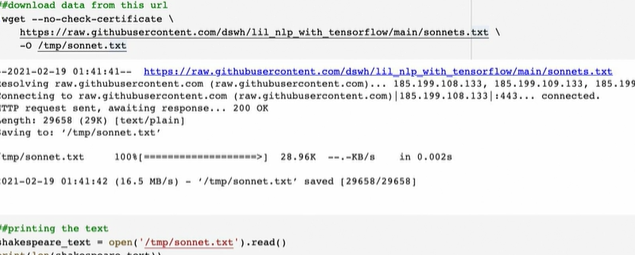 ##download data from this url
wget --no-check-certificate \
https://raw.githubusercontent.com/dswh/lil_nlp_with_tensorflow/main/sonnets.txt \
-O /tmp/sonnet.txt
--2021-02-19 01:41:41-- https://raw.githubusercontent.com/dswh/lil_nlp_with_tensorflow/main/sonnets.txt
esolving raw.githubusercontent.com (raw.githubusercontent.com)... 185.199.108.133, 185.199.109.133, 185.199
onnecting to raw.githubusercontent.com (raw.githubusercontent.com)|185.199.108.133|:443... connected.
TTP request sent, awaiting response... 200 OK
ength: 29658 (29K) [text/plain]
aving to: ‘/tmp/sonnet.txt’
tmp/sonnet.txt 100%[===================>] 28.96K --.-KB/s in 0.002s
021-02-19 01:41:42 (16.5 MB/s) - ‘/tmp/sonnet.txt’ saved [29658/29658]
##printing the text
shakespeare_text = open('/tmp/sonnet.txt').read()
print(len(shakespeare_text))